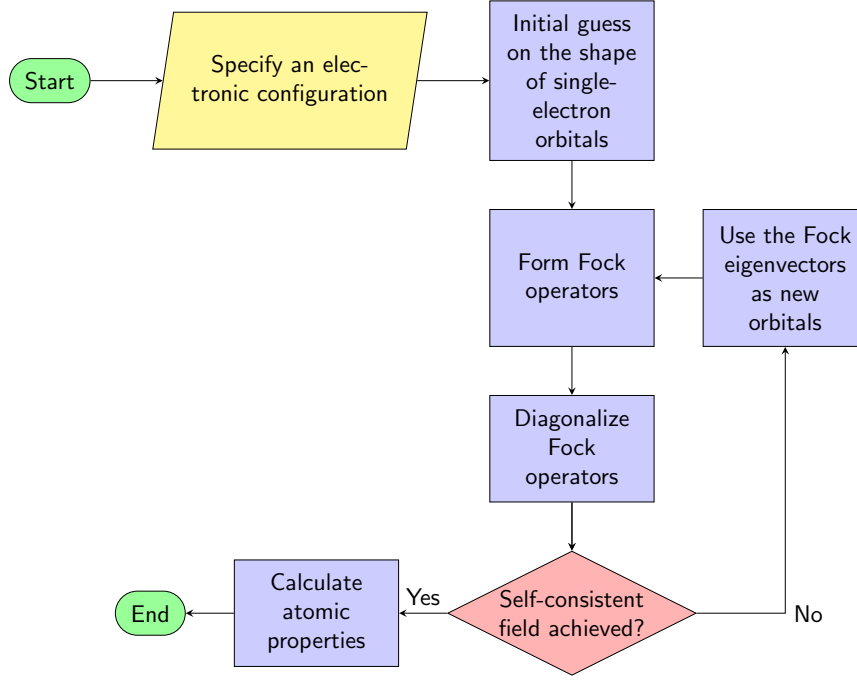 Start
Specify an elec-
tronic configuration
Initial guess
on the shape
of single-
electron
orbitals
Form Fock
operators
Use the Fock
eigenvectors
as new
orbitals
Diagonalize
Fock
operators
Self-consistent
field achieved?
Yes
No
Calculate
atomic
properties
End